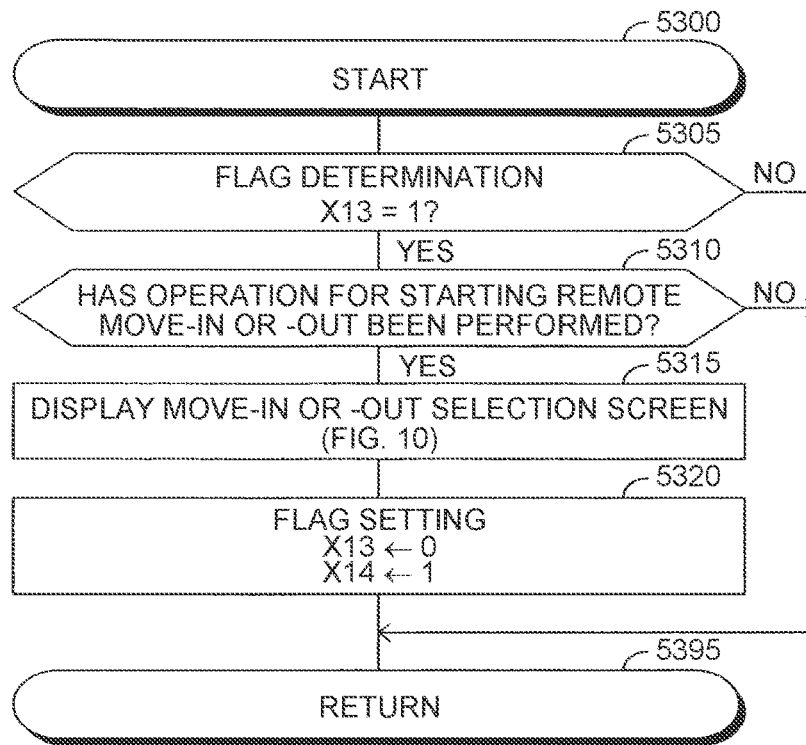 5300
START
5305
FLAG DETERMINATION
X13 = 1?
NO
YES
5310
HAS OPERATION FOR STARTING REMOTE
MOVE-IN OR -OUT BEEN PERFORMED?
NO
YES
5315
DISPLAY MOVE-IN OR -OUT SELECTION SCREEN
(FIG. 10)
5320
FLAG SETTING
X13 ← 0
X14 ← 1
5395
RETURN